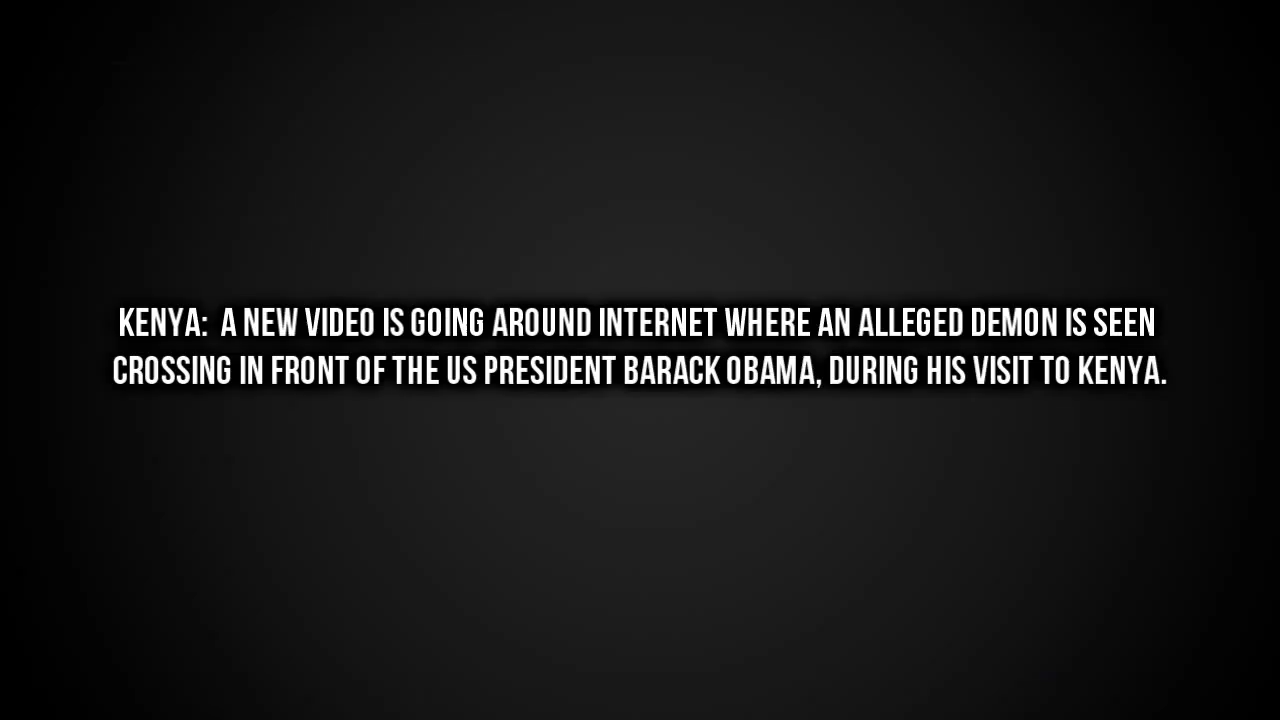 KENYA:  A NEW VIDEO IS GOING AROUND INTERNET WHERE AN ALLEGED DEMON IS SEEN
CROSSING IN FRONT OF THE US PRESIDENT BARACK OBAMA, DURING HIS VISIT TO KENYA.